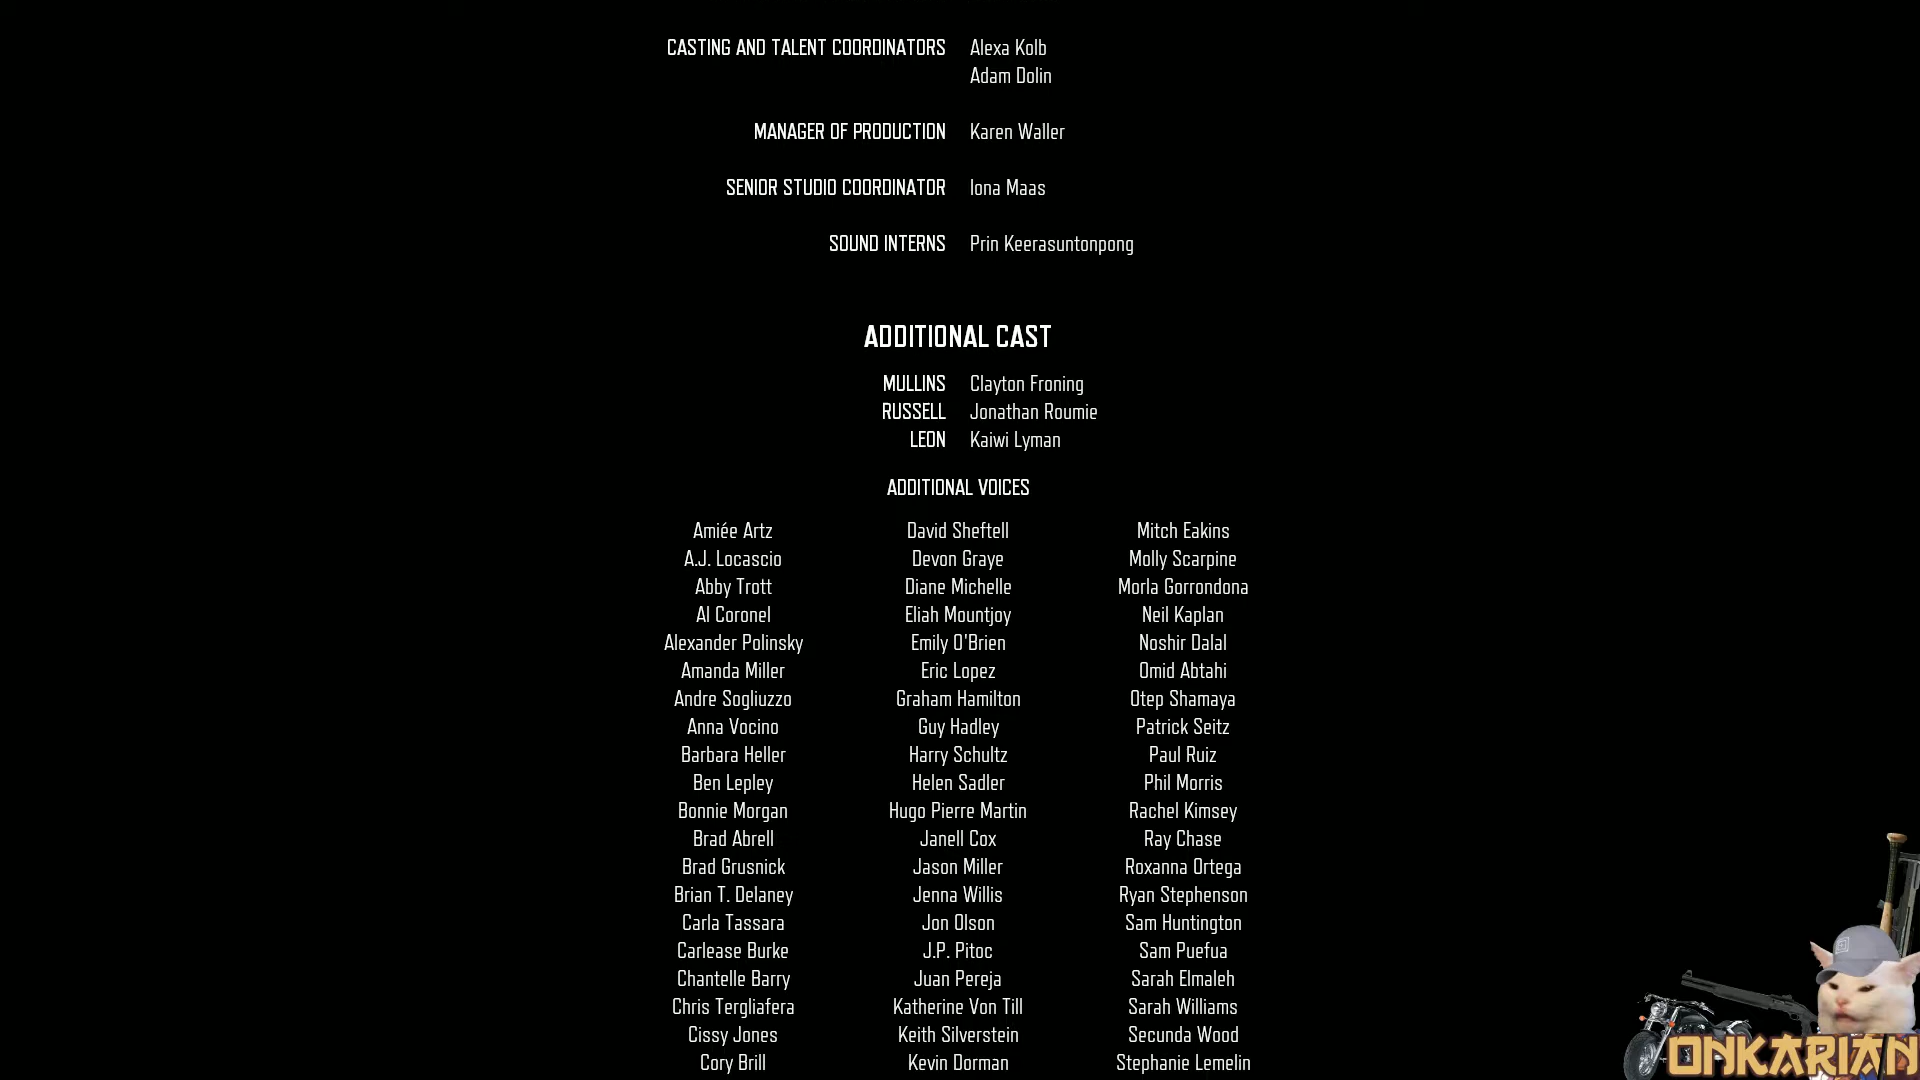 CASTING AND TALENT COORDINATORS Alexa Kolb
Adam Dolin
MANAGER OF PRODUCTION Karen Waller
SENIOR STUDIO COORDINATOR Iona Maas
SOUND INTERNS Prin Keerasuntonpong
ADDITIONAL CAST
MULLINS Clayton Froning
RUSSELL Jonathan Roumie
LEON Kaiwi Lyman
ADDITIONAL VOICES
Amiée Artz David Sheftell Mitch Eakins
A.J. Locascio Devon Graye Molly Scarpine
Abby Trott Diane Michelle Morla Gorrondona
Al Coronel Eliah Mountjoy Neil Kaplan
Alexander Polinsky Emily O'Brien Noshir Dalal
Amanda Miller Eric Lopez Omid Abtahi
Andre Sogliuzzo Graham Hamilton Otep Shamaya
Anna Vocino Guy Hadley Patrick Seitz
Barbara Heller Harry Schultz Paul Ruiz
Ben Lepley Helen Sadler Phil Morris
Bonnie Morgan Hugo Pierre Martin Rachel Kimsey
Brad Abrell Janell Cox Ray Chase
Brad Grusnick Jason Miller Roxanna Ortega
Brian T. Delaney Jenna Willis Ryan Stephenson
Carla Tassara Jon Olson Sam Huntington
Carlease Burke J.P. Pitoc Sam Puefua
Chantelle Barry Juan Pereja Sarah Elmaleh
Chris Tergliafera Katherine Von Till Sarah Williams
Cissy Jones Keith Silverstein Secunda Wood
Cory Brill Kevin Dorman Stephanie Lemelin
ONKARIAN